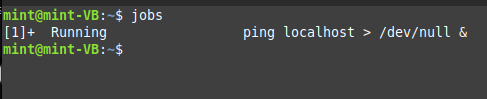 mint@mint-VB:~$ jobs
[1]+  Running                 ping localhost > /dev/null &
mint@mint-VB:~$